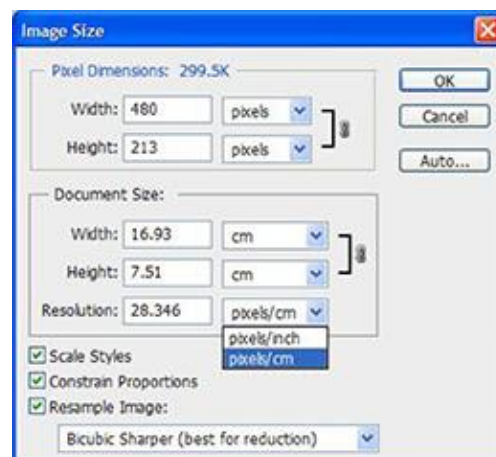 Image Size
Pixel Dimensions: 299.5K
OK
Width: 480 pixels
Cancel
Height: 213 pixels
Auto...
Document Size:
Width: 16.93 cm
Height: 7.51 cm
Resolution: 28.346 pixels/cm
pixels/inch
pixels/cm
Scale Styles
Constrain Proportions
Resample Image:
Bicubic Sharper (best for reduction)